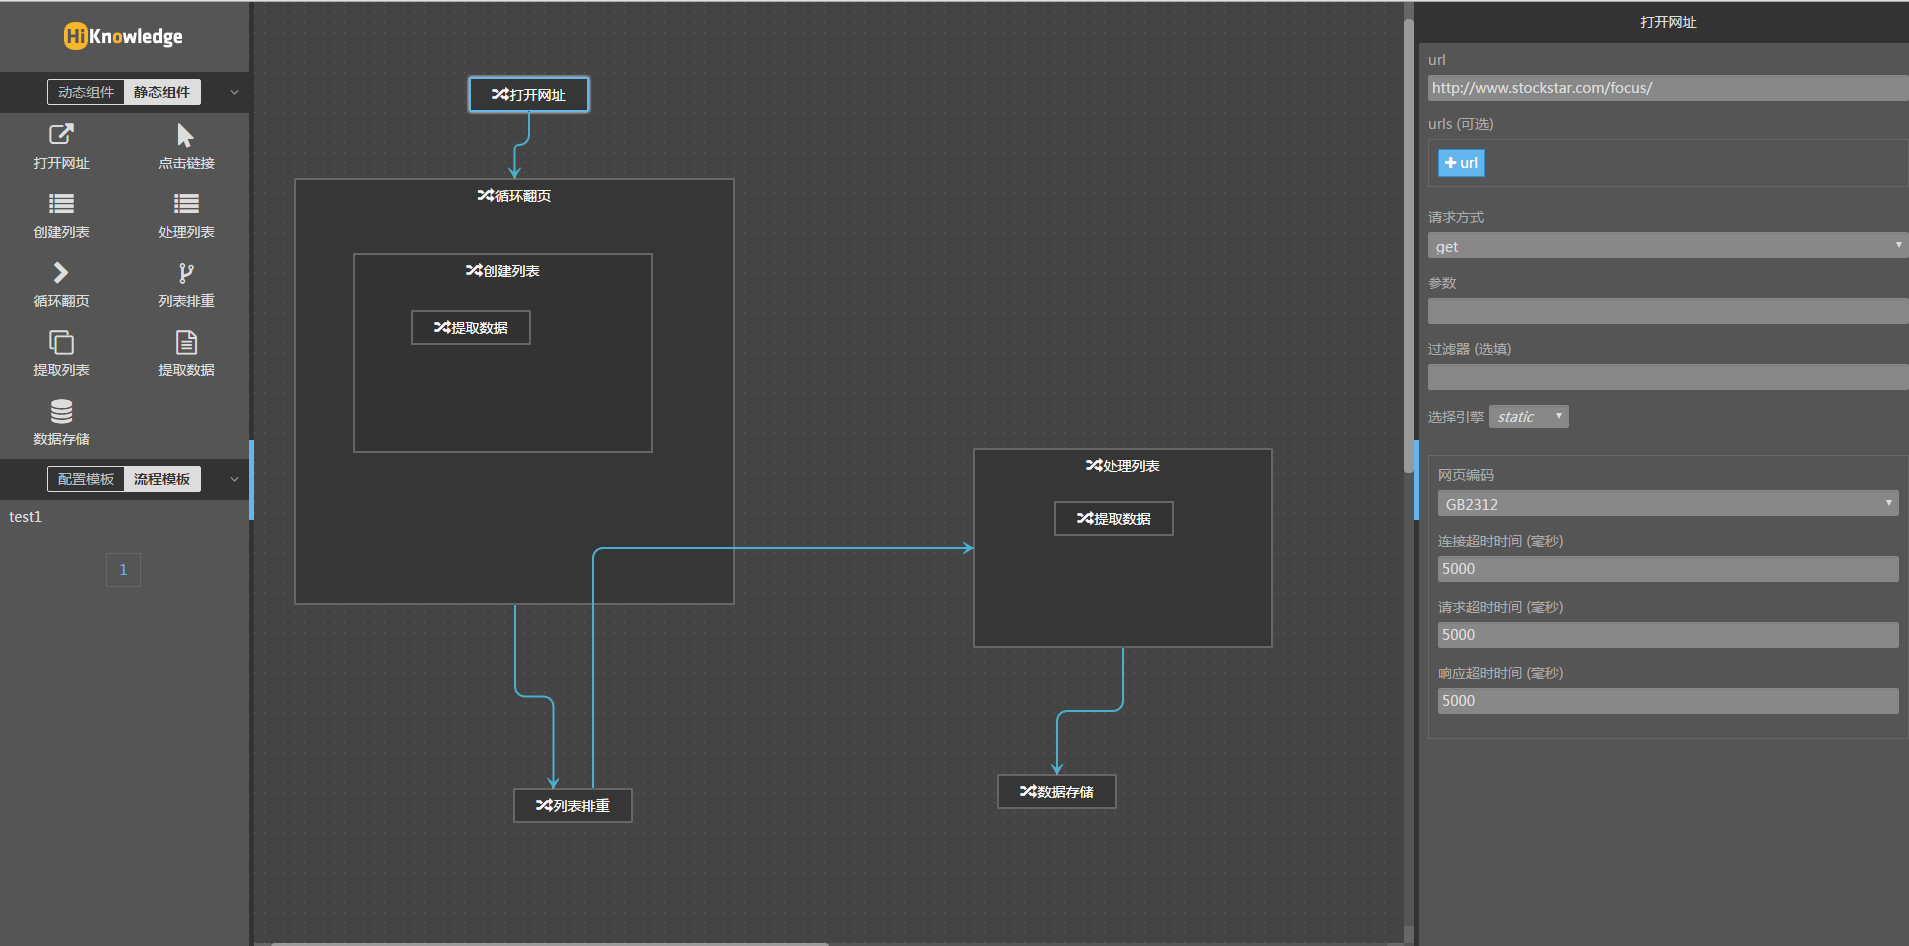 HiKnowledge
动态组件 静态组件
打开网址 点击链接
创建列表 处理列表
循环翻页 列表排重
提取列表 提取数据
数据存储
配置模板 流程模板
test1
1
打开网址
循环翻页
创建列表
提取数据
处理列表
提取数据
列表排重
数据存储
打开网址
url
http://www.stockstar.com/focus/
urls (可选)
url
请求方式
get
参数
过滤器 (选填)
选择引擎 static
网页编码
GB2312
连接超时时间 (毫秒)
5000
请求超时时间 (毫秒)
5000
响应超时时间 (毫秒)
5000